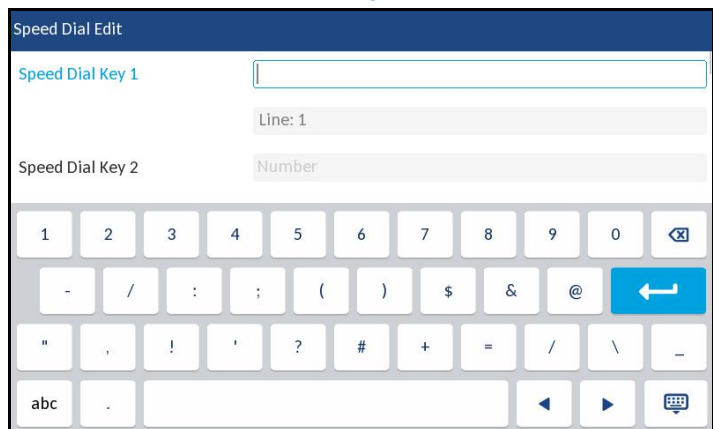 Speed Dial Edit
Speed Dial Key 1
Line: 1
Speed Dial Key 2 Number
1 2 3 4 5 6 7 8 9 0
- / : ; ( ) $ & @
" , ! ' ? # + = / \ _
abc .